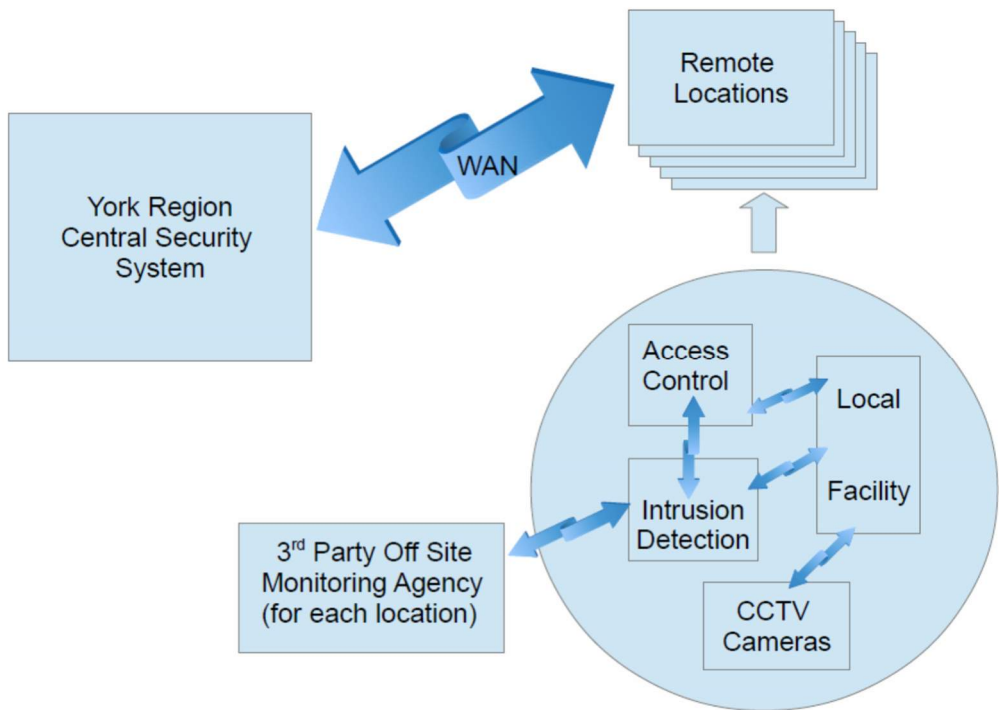 Remote
Locations
WAN
York Region
Central Security
System
Access
Control
Local
Facility
Intrusion
Detection
3rd Party Off Site
Monitoring Agency
(for each location)
CCTV
Cameras